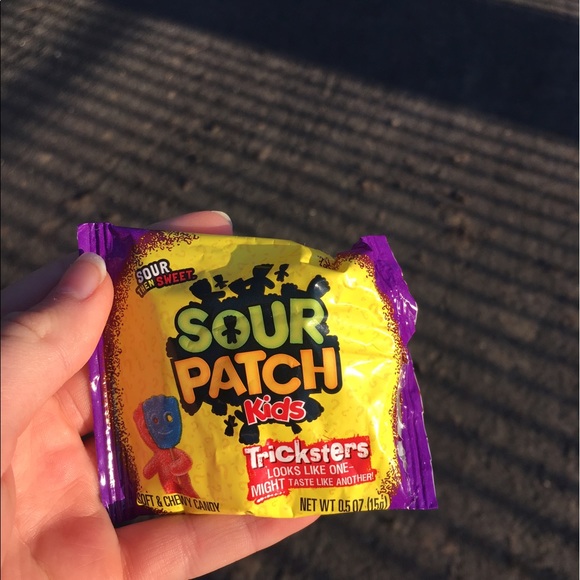 SOUR
THEN SWEET.
SOUR
PATCH
Kids
Tricksters
LOOKS LIKE ONE—
MIGHT TASTE LIKE ANOTHER!
OFT & CHEWY CANDY
NET WT 0.5 OZ (15g)